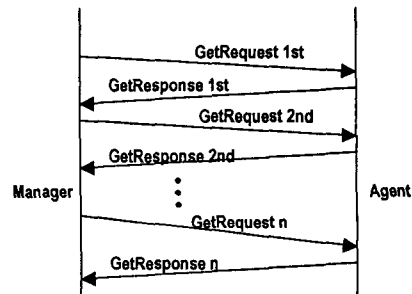 GetRequest 1st
GetResponse 1st
GetRequest 2nd
GetResponse 2nd
Manager
Agent
GetRequest n
GetResponse n